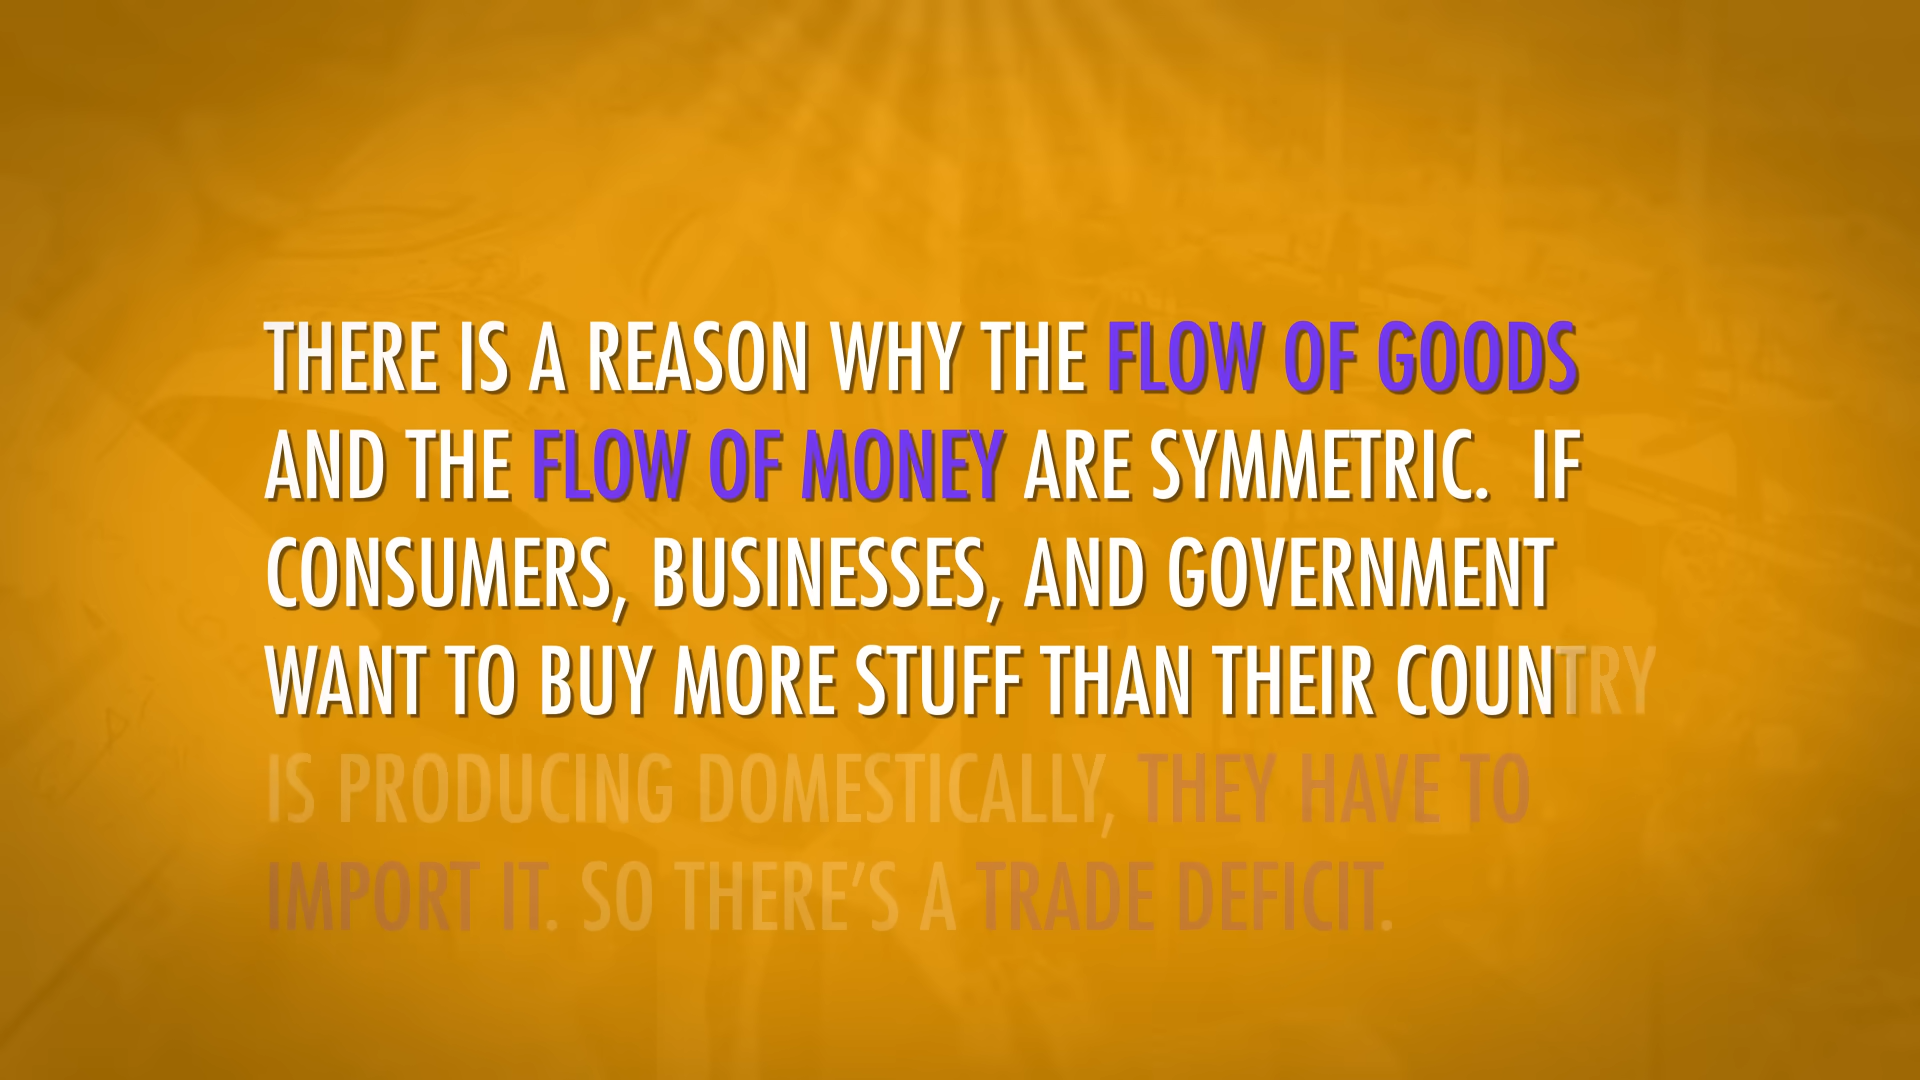 THERE IS A REASON WHY THE FLOW OF GOODS
AND THE FLOW OF MONEY ARE SYMMETRIC. IF
CONSUMERS, BUSINESSES, AND GOVERNMENT
WANT TO BUY MORE STUFF THAN THEIR COUNTRY
IS PRODUCING DOMESTICALLY, THEY HAVE TO
IMPORT IT. SO THERE'S A TRADE DEFICIT.